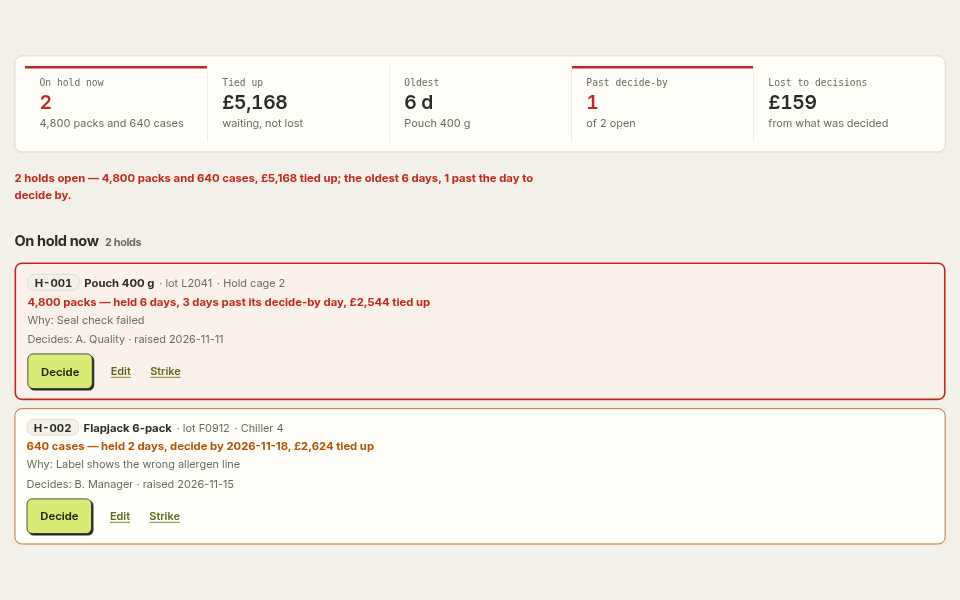 On hold now
2
4,800 packs and 640 cases
Tied up
£5,168
waiting, not lost
Oldest
6 d
Pouch 400 g
Past decide-by
1
of 2 open
Lost to decisions
£159
from what was decided
2 holds open — 4,800 packs and 640 cases, £5,168 tied up; the oldest 6 days, 1 past the day to
decide by.
On hold now 2 holds
H-001 Pouch 400 g · lot L2041 · Hold cage 2
4,800 packs — held 6 days, 3 days past its decide-by day, £2,544 tied up
Why: Seal check failed
Decides: A. Quality · raised 2026-11-11
Decide Edit Strike
H-002 Flapjack 6-pack · lot F0912 · Chiller 4
640 cases — held 2 days, decide by 2026-11-18, £2,624 tied up
Why: Label shows the wrong allergen line
Decides: B. Manager · raised 2026-11-15
Decide Edit Strike